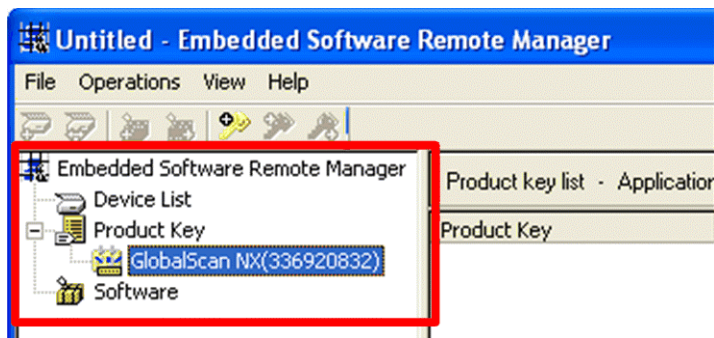 Untitled - Embedded Software Remote Manager
File Operations View Help
Embedded Software Remote Manager
Device List
Product Key
GlobalScan NX(336920832)
Software
Product key list - Application
Product Key